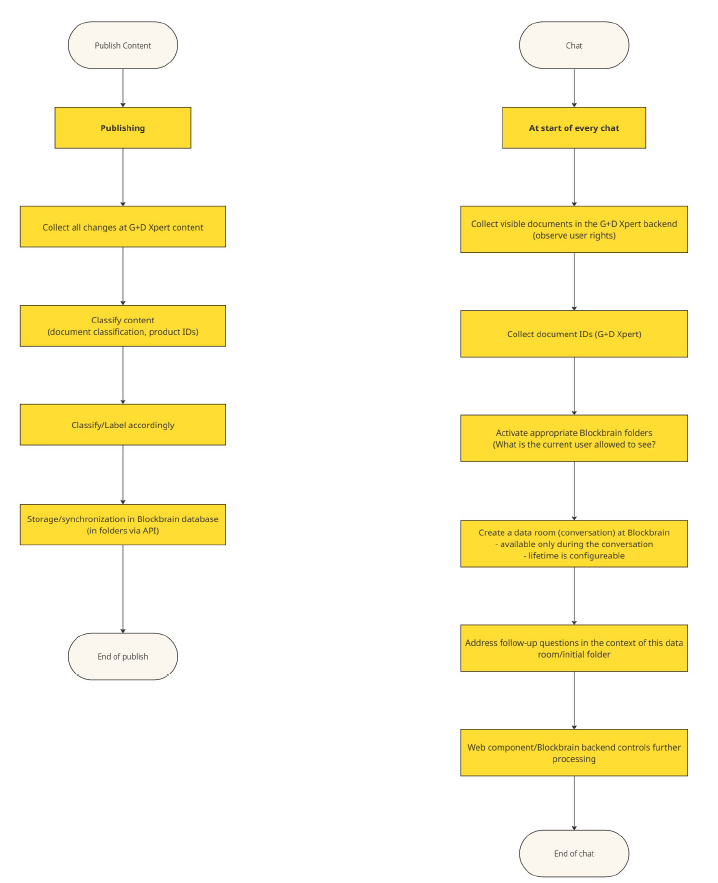 Publish Content
Publishing
Collect all changes at G+D Xpert content
Classify content
(document classification, product IDs)
Classify/Label accordingly
Storage/synchronization in Blockbrain database
(in folders via API)
End of publish
Chat
At start of every chat
Collect visible documents in the G+D Xpert backend
(observe user rights)
Collect document IDs (G+D Xpert)
Activate appropriate Blockbrain folders
(What is the current user allowed to see?
Create a data room (conversation) at Blockbrain
- available only during the conversation
- lifetime is configureable
Address follow-up questions in the context of this data
room/initial folder
Web component/Blockbrain backend controls further
processing
End of chat